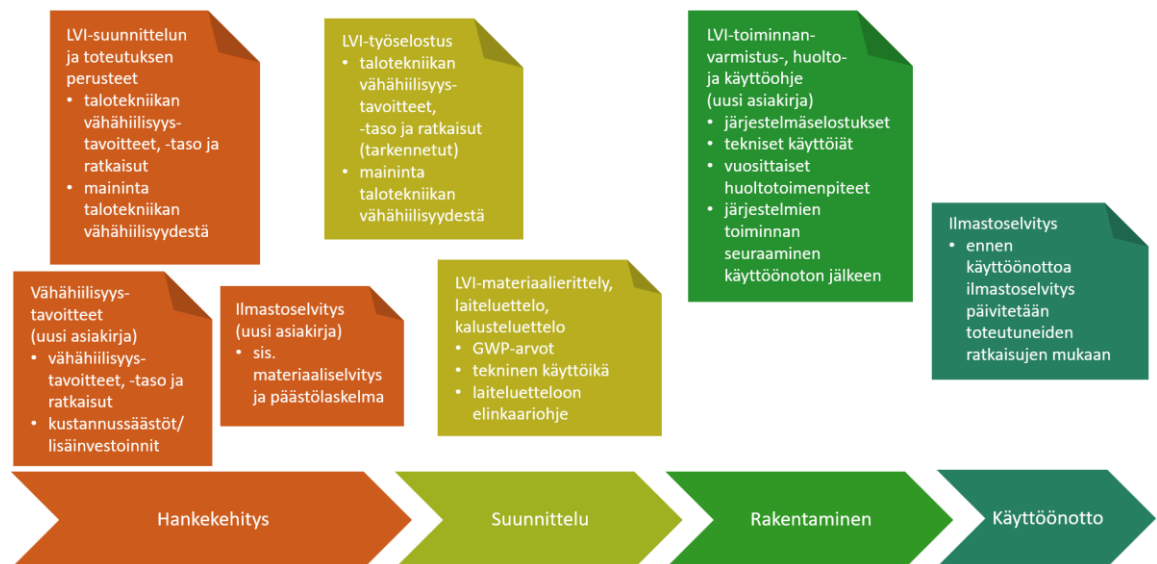 LVI-suunnittelun
ja toteutuksen
perusteet
• talotekniikan
vähähiilisyys-
tavoitteet, -taso ja
ratkaisut
• maininta
talotekniikan
vähähiilisyydestä
Vähähiilisyys-
tavoitteet
(uusi asiakirja)
• vähähiilisyys-
tavoitteet, -taso ja
ratkaisut
• kustannussäästöt/
lisäinvestoinnit
Ilmastoselvitys
(uusi asiakirja)
• sis.
materiaaliselvitys
ja päästölaskelma
LVI-työselostus
• talotekniikan
vähähiilisyys-
tavoitteet,
-taso ja ratkaisut
(tarkennetut)
• maininta
talotekniikan
vähähiilisyydestä
LVI-materiaalierittely,
laiteluettelo,
kalusteluettelo
• GWP-arvot
• tekninen käyttöikä
• laiteluetteloon
elinkaariohje
LVI-toiminnan-
varmistus-, huolto-
ja käyttöohje
(uusi asiakirja)
• järjestelmäselostukset
• tekniset käyttöiät
• vuosittaiset
huoltotoimenpiteet
• järjestelmien
toiminnan
seuraaminen
käyttöönoton jälkeen
Ilmastoselvitys
• ennen
käyttöönottoa
ilmastoselvitys
päivitetään
toteutuneiden
ratkaisujen mukaan
Hankekehitys
Suunnittelu
Rakentaminen
Käyttöönotto